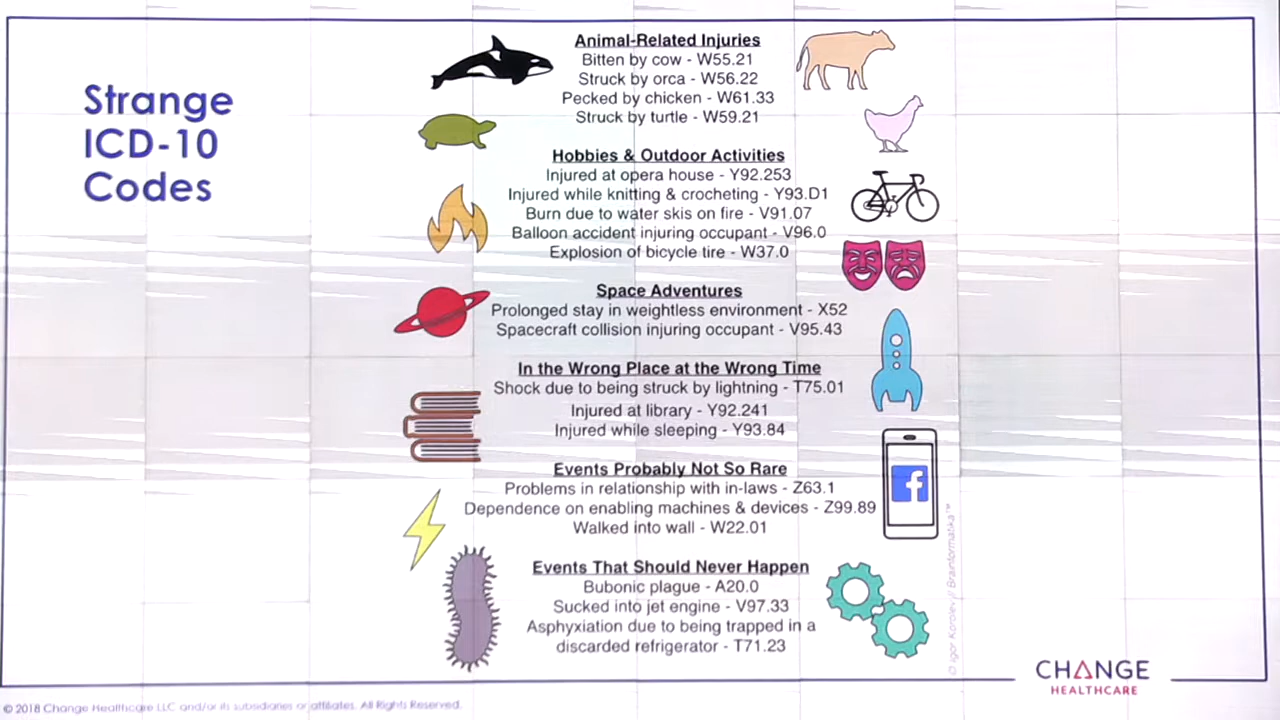 Strange
ICD-10
Codes
Animal-Related Injuries
Bitten by cow - W55.21
Struck by orca - W56.22
Pecked by chicken - W61.33
Struck by turtle - W59.21
Hobbies & Outdoor Activities
Injured at opera house - Y92.253
Injured while knitting & crocheting - Y93.D1
Burn due to water skis on fire - V91.07
Balloon accident injuring occupant - V96.0
Explosion of bicycle tire - W37.0
Space Adventures
Prolonged stay in weightless environment - X52
Spacecraft collision injuring occupant - V95.43
In the Wrong Place at the Wrong Time
Shock due to being struck by lightning - T75.01
Injured at library - Y92.241
Injured while sleeping - Y93.84
Events Probably Not So Rare
Problems in relationship with in-laws - Z63.1
Dependence on enabling machines & devices - Z99.89
Walked into wall - W22.01
Events That Should Never Happen
Bubonic plague - A20.0
Sucked into jet engine - V97.33
Asphyxiation due to being trapped in a
discarded refrigerator - T71.23
f
© Igor Korolev // Brainformatika™
CHANGE
HEALTHCARE
© 2018 Change Healthcare LLC and/or its subsidiaries or affiliates. All Rights Reserved.